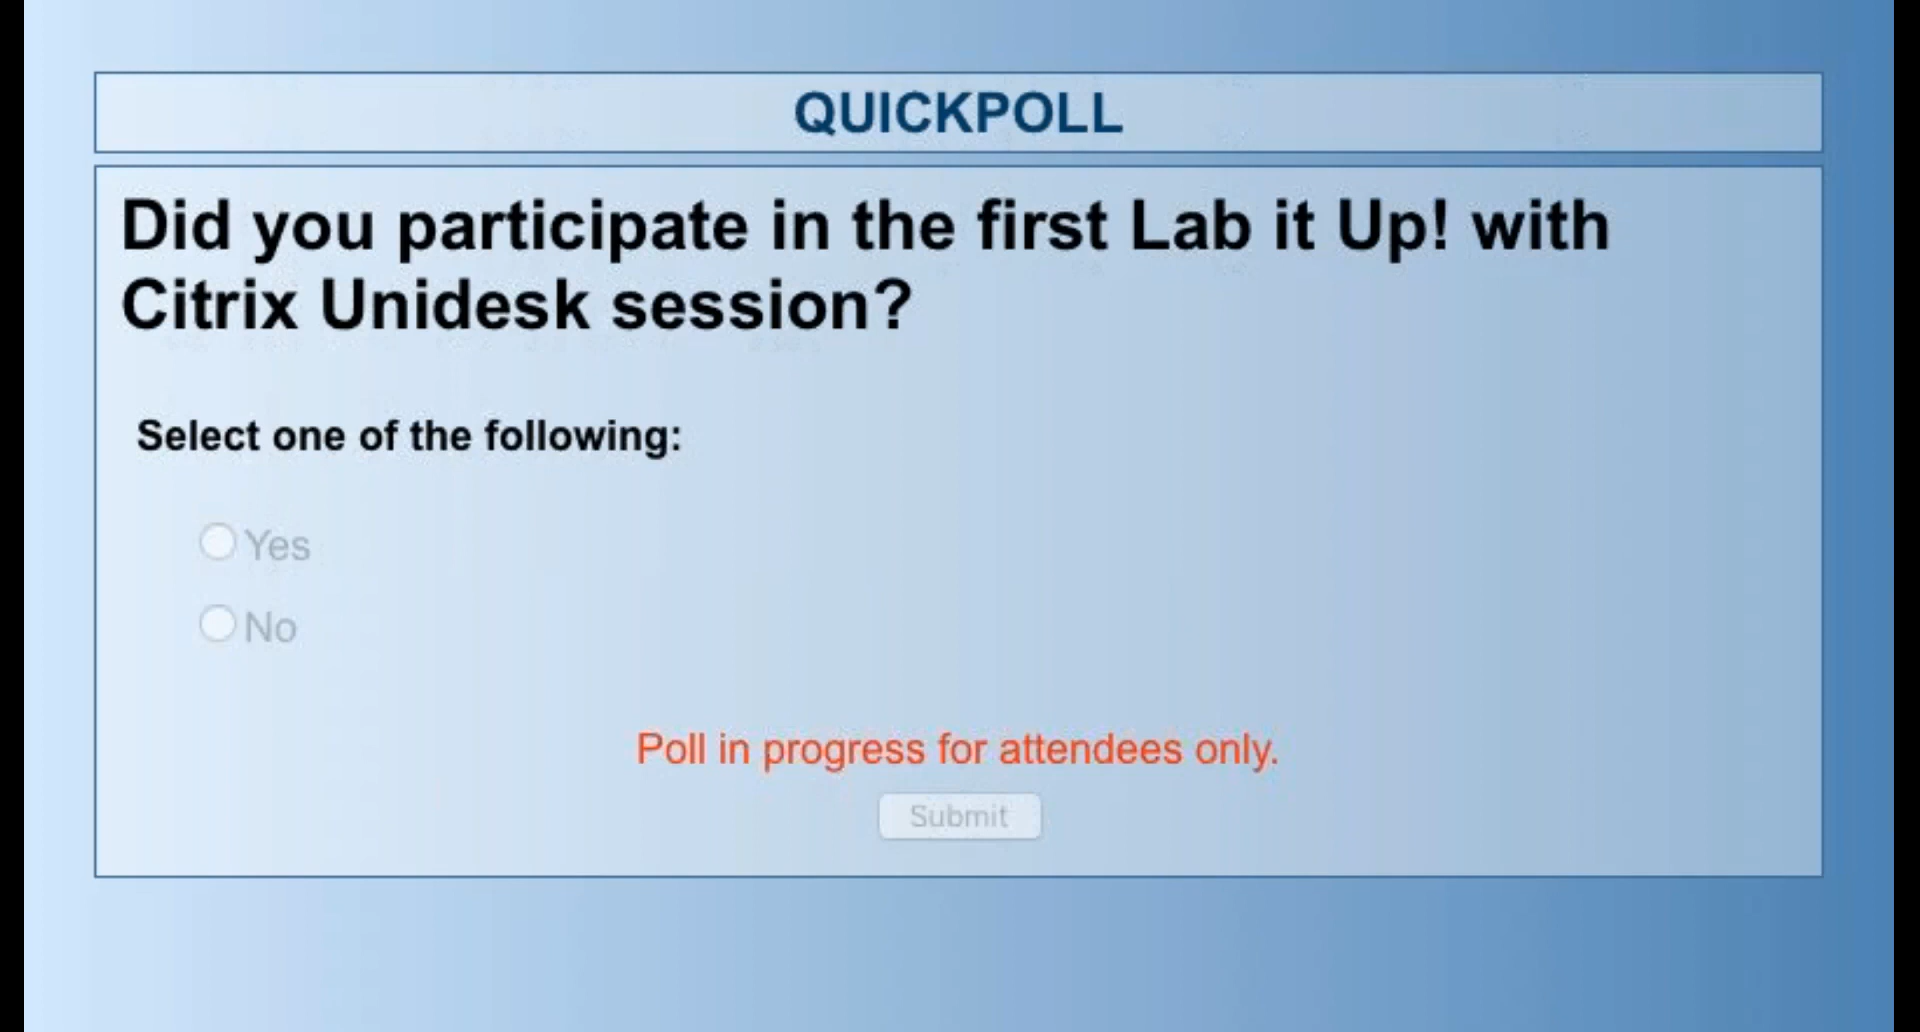 QUICKPOLL
Did you participate in the first Lab it Up! with
Citrix Unidesk session?
Select one of the following:
Yes
No
Poll in progress for attendees only.
Submit